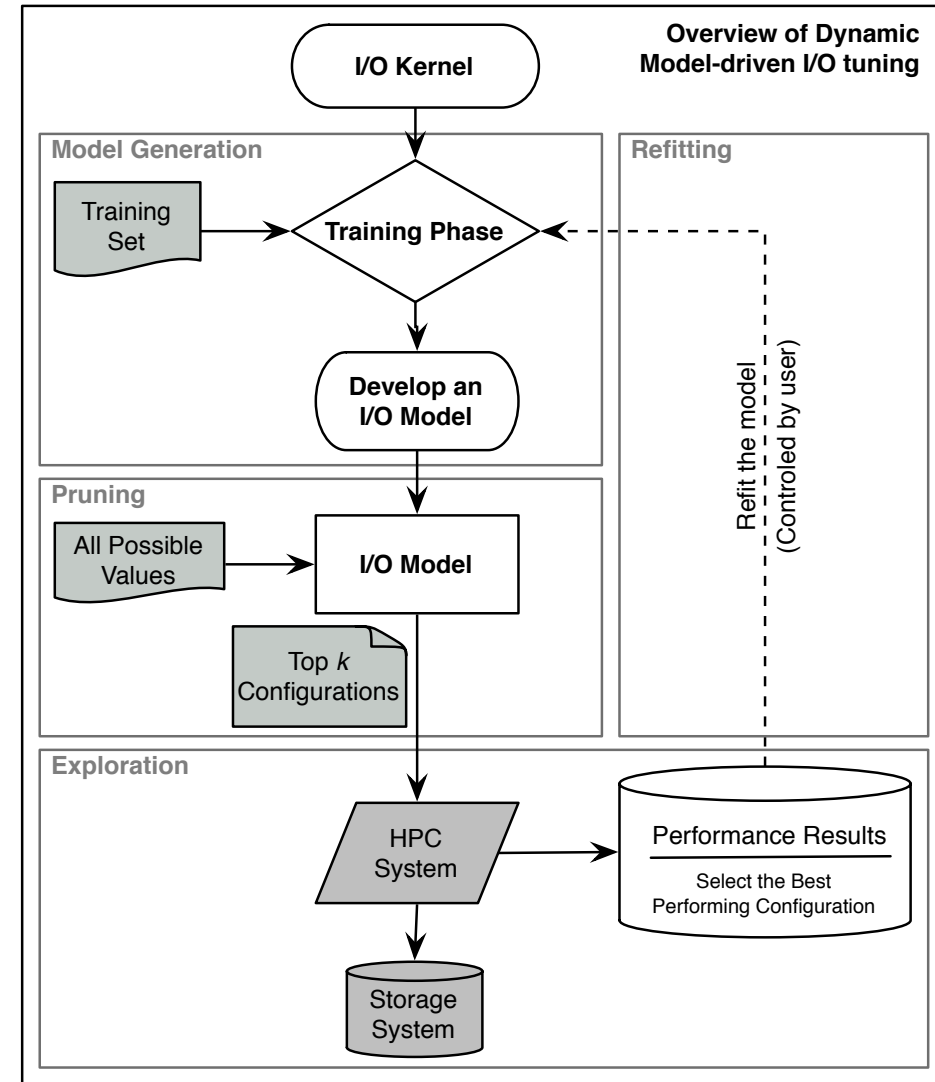 Overview of Dynamic
Model-driven I/O tuning
I/O Kernel
Model Generation
Training
Set
Training Phase
Develop an
I/O Model
Refitting
Refit the model
(Controled by user)
Pruning
All Possible
Values
I/O Model
Top k
Configurations
Exploration
HPC
System
Storage
System
Performance Results
Select the Best
Performing Configuration